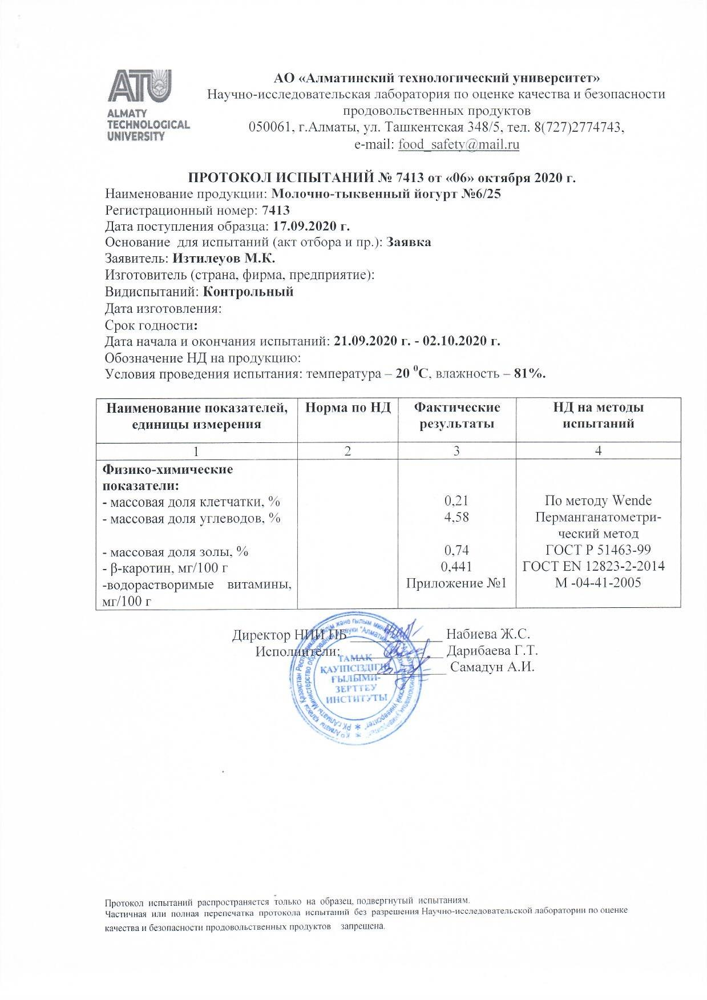 ATU
ALMATY
TECHNOLOGICAL
UNIVERSITY
АО «Алматинский технологический университет»
Научно-исследовательская лаборатория по оценке качества и безопасности
продовольственных продуктов
050061, г.Алматы, ул. Ташкентская 348/5, тел. 8(727)2774743,
e-mail: food_safety@mail.ru
ПРОТОКОЛ ИСПЫТАНИЙ № 7413 от «06» октября 2020 г.
Наименование продукции: Молочно-тыквенный йогурт №6/25
Регистрационный номер: 7413
Дата поступления образца: 17.09.2020 г.
Основание для испытаний (акт отбора и пр.): Заявка
Заявитель: Изтилеуов М.К.
Изготовитель (страна, фирма, предприятие):
Видиспытаний: Контрольный
Дата изготовления:
Срок годности:
Дата начала и окончания испытаний: 21.09.2020 г. - 02.10.2020 г.
Обозначение НД на продукцию:
Условия проведения испытания: температура – 20 ⁰С, влажность – 81%.
Наименование показателей, Норма по НД Фактические НД на методы
единицы измерения результаты испытаний
1 2 3 4
Физико-химические
показатели:
- массовая доля клетчатки, % 0,21 По методу Wende
- массовая доля углеводов, % 4,58 Перманганатометри-
ческий метод
- массовая доля золы, % 0,74 ГОСТ Р 51463-99
- β-каротин, мг/100 г 0,441 ГОСТ EN 12823-2-2014
-водорастворимые витамины, Приложение №1 М -04-41-2005
мг/100 г
Директор НИИ ПБ ____________ Набиева Ж.С.
Исполнители: ____________ Дарибаева Г.Т.
____________ Самадун А.И.
ТАМАҚ
ҚАУІПСІЗДІГІ
ҒЫЛЫМИ-
ЗЕРТТЕУ
ИНСТИТУТЫ
Протокол испытаний распространяется только на образец, подвергнутый испытаниям.
Частичная или полная перепечатка протокола испытаний без разрешения Научно-исследовательской лаборатории по оценке
качества и безопасности продовольственных продуктов запрещена.